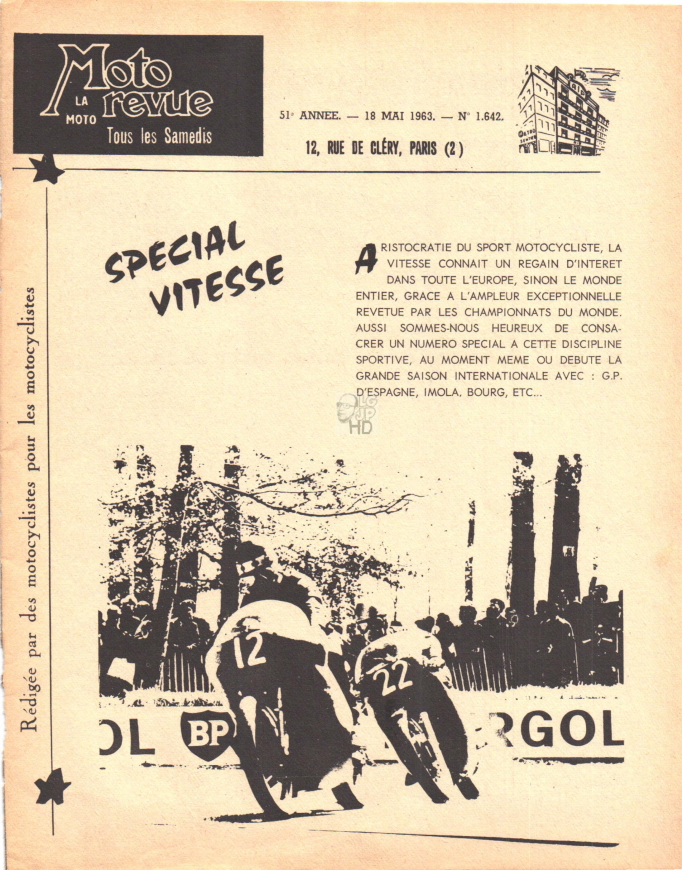 Moto
LA MOTO revue
Tous les Samedis
51e ANNEE. — 18 MAI 1963. — N° 1.642.
12, RUE DE CLÉRY, PARIS (2)
SPECIAL
VITESSE
ARISTOCRATIE DU SPORT MOTOCYCLISTE, LA
VITESSE CONNAIT UN REGAIN D'INTERET
DANS TOUTE L'EUROPE, SINON LE MONDE
ENTIER, GRACE A L'AMPLEUR EXCEPTIONNELLE
REVETUE PAR LES CHAMPIONNATS DU MONDE.
AUSSI SOMMES-NOUS HEUREUX DE CONSA-
CRER UN NUMERO SPECIAL A CETTE DISCIPLINE
SPORTIVE, AU MOMENT MEME OU DEBUTE LA
GRANDE SAISON INTERNATIONALE AVEC : G.P.
D'ESPAGNE, IMOLA, BOURG, ETC...
LG
JP
HD
Rédigée par des motocyclistes pour les motocyclistes
12
22
OL BP RGOL